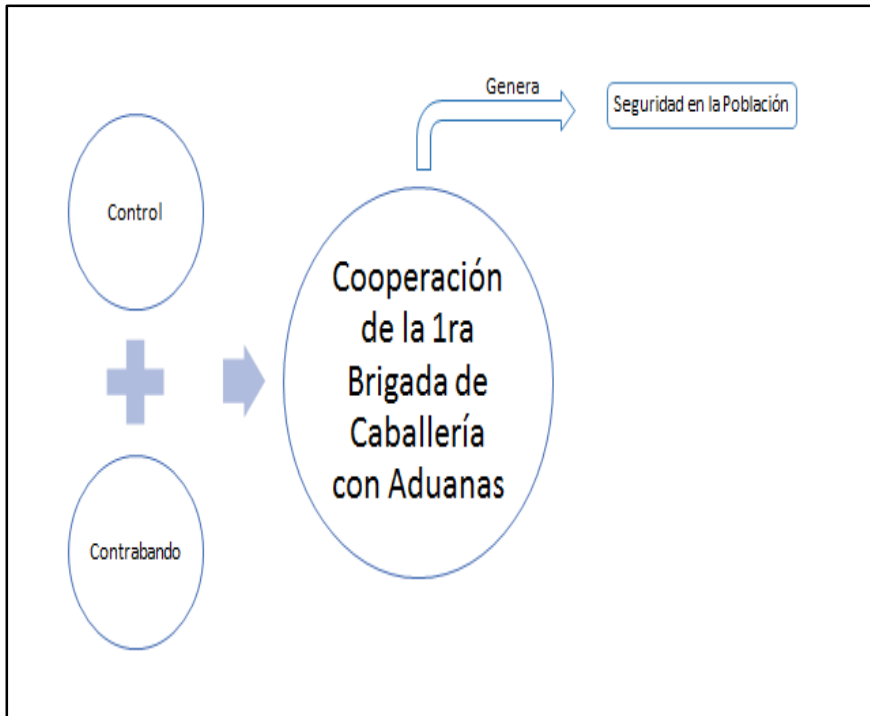 Genera
Seguridad en la Población
Control
Cooperación
de la 1ra
Brigada de
Caballería
con Aduanas
Contrabando